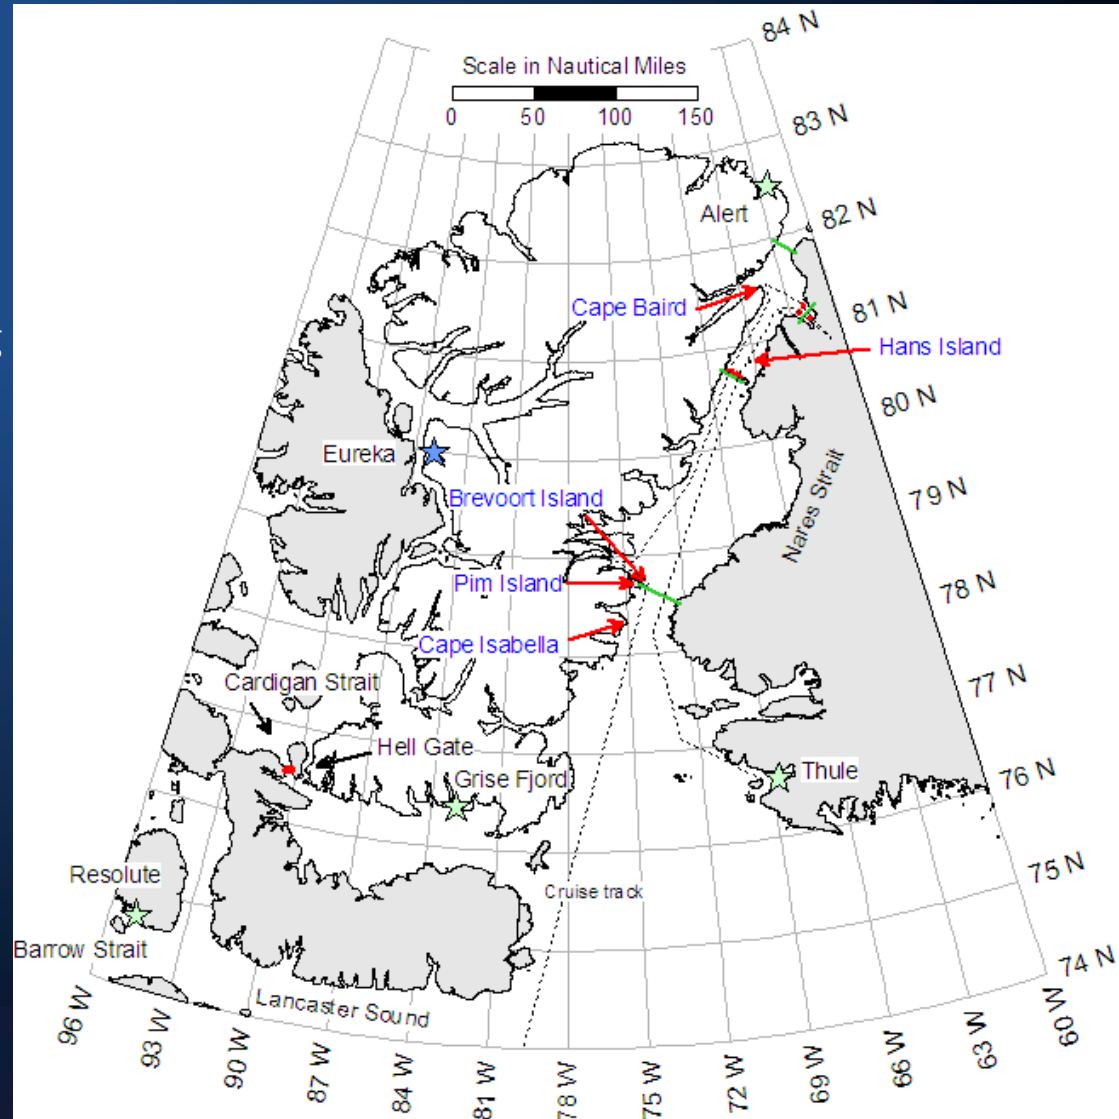 84 N
Scale in Nautical Miles
0 50 100 150
83 N
Alert
82 N
Cape Baird
81 N
Hans Island
80 N
Eureka
Brevoort Island
79 N
Nares Strait
Pim Island
78 N
Cape Isabella
Cardigan Strait
77 N
Hell Gate
Grise Fjord
Thule
76 N
Resolute
Cruise track
75 N
Barrow Strait
74 N
Lancaster Sound
96 W 93 W 90 W 87 W 84 W 81 W 78 W 75 W 72 W 69 W 66 W 63 W 60 W